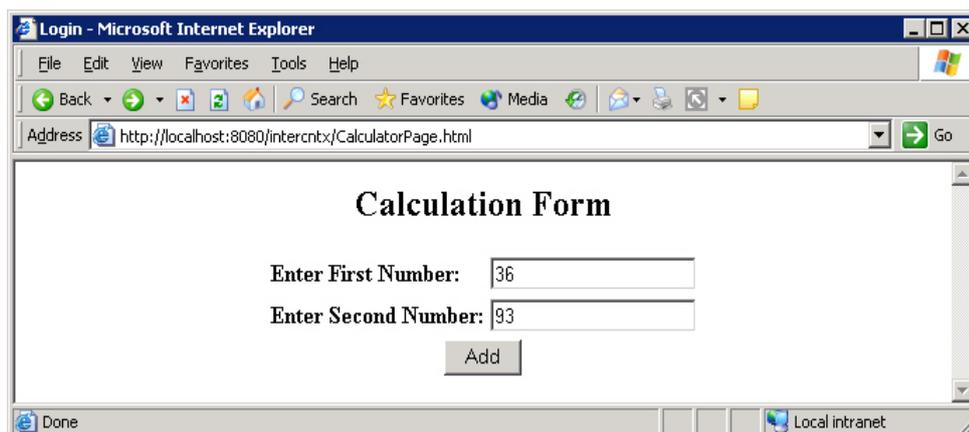 Login - Microsoft Internet Explorer
File Edit View Favorites Tools Help
Back Search Favorites Media
Address http://localhost:8080/intercntx/CalculatorPage.html Go
Calculation Form
Enter First Number: 36
Enter Second Number: 93
Add
Done Local intranet